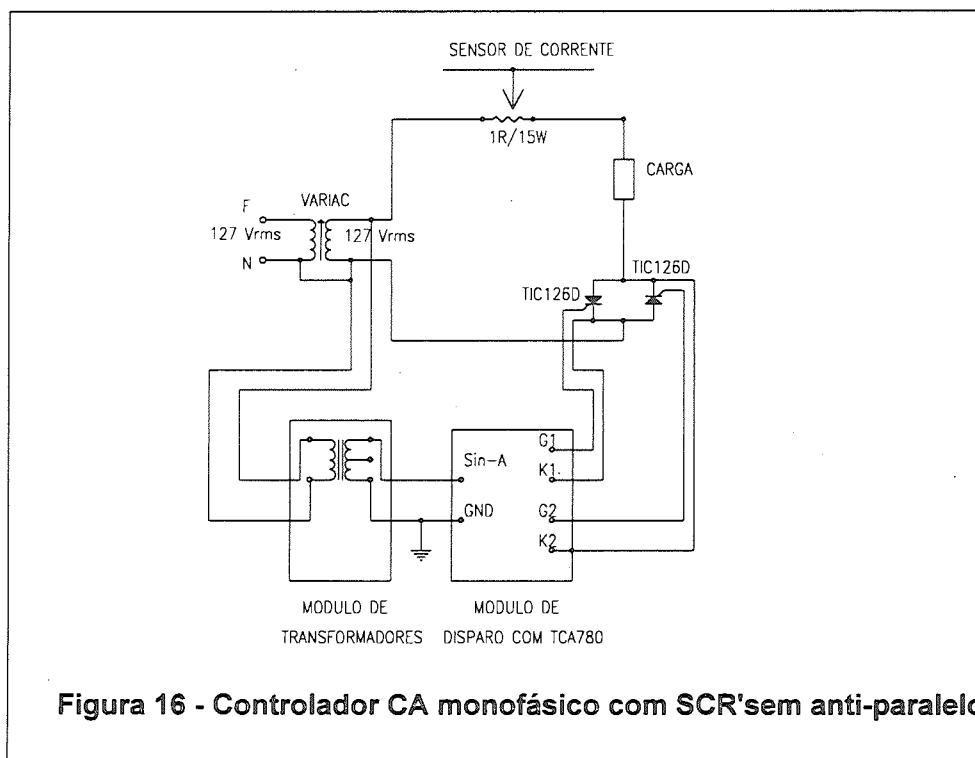 SENSOR DE CORRENTE
1R/15W
CARGA
VARIAC
F
127 Vrms
127 Vrms
N
TIC126D
TIC126D
G1
Sin-A
K1
GND
G2
K2
MODULO DE
TRANSFORMADORES
MODULO DE
DISPARO COM TCA780
Figura 16 - Controlador CA monofásico com SCR'sem anti-paralelo